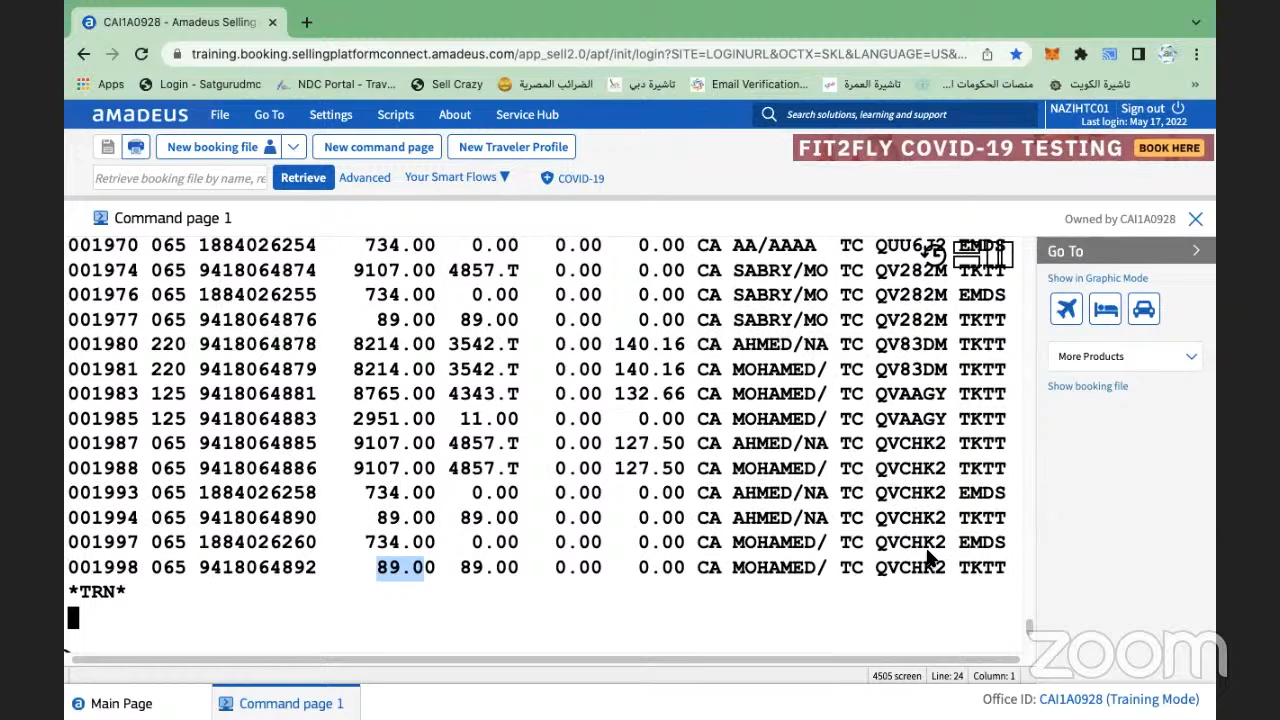 CAI1A0928 - Amadeus Selling
training.booking.sellingplatformconnect.amadeus.com/app_sell2.0/apf/init/login?SITE=LOGINURL&OCTX=SKL&LANGUAGE=US&...
Apps Login - Satgurudmc NDC Portal - Trav... Sell Crazy الضرائب المصرية تاشيرة دبي Email Verification... تاشيرة العمرة منصات الحكومات ا... تاشيرة الكويت »
amadeus File Go To Settings Scripts About Service Hub Search solutions, learning and support NAZIHTC01 Sign out
Last login: May 17, 2022
New booking file New command page New Traveler Profile FIT2FLY COVID-19 TESTING BOOK HERE
Retrieve booking file by name, re Retrieve Advanced Your Smart Flows COVID-19
Command page 1 Owned by CAI1A0928
001970 065 1884026254 734.00 0.00 0.00 0.00 CA AA/AAAA TC QUU6J2 EMDS
001974 065 9418064874 9107.00 4857.T 0.00 0.00 CA SABRY/MO TC QV282M TKTT
001976 065 1884026255 734.00 0.00 0.00 0.00 CA SABRY/MO TC QV282M EMDS
001977 065 9418064876 89.00 89.00 0.00 0.00 CA SABRY/MO TC QV282M TKTT
001980 220 9418064878 8214.00 3542.T 0.00 140.16 CA AHMED/NA TC QV83DM TKTT
001981 220 9418064879 8214.00 3542.T 0.00 140.16 CA MOHAMED/ TC QV83DM TKTT
001983 125 9418064881 8765.00 4343.T 0.00 132.66 CA MOHAMED/ TC QVAAGY TKTT
001985 125 9418064883 2951.00 11.00 0.00 0.00 CA MOHAMED/ TC QVAAGY TKTT
001987 065 9418064885 9107.00 4857.T 0.00 127.50 CA AHMED/NA TC QVCHK2 TKTT
001988 065 9418064886 9107.00 4857.T 0.00 127.50 CA MOHAMED/ TC QVCHK2 TKTT
001993 065 1884026258 734.00 0.00 0.00 0.00 CA AHMED/NA TC QVCHK2 EMDS
001994 065 9418064890 89.00 89.00 0.00 0.00 CA AHMED/NA TC QVCHK2 TKTT
001997 065 1884026260 734.00 0.00 0.00 0.00 CA MOHAMED/ TC QVCHK2 EMDS
001998 065 9418064892 89.00 89.00 0.00 0.00 CA MOHAMED/ TC QVCHK2 TKTT
*TRN*
Go To
Show in Graphic Mode
More Products
Show booking file
zoom
4505 screen Line: 24 Column: 1
Main Page Command page 1 Office ID: CAI1A0928 (Training Mode)